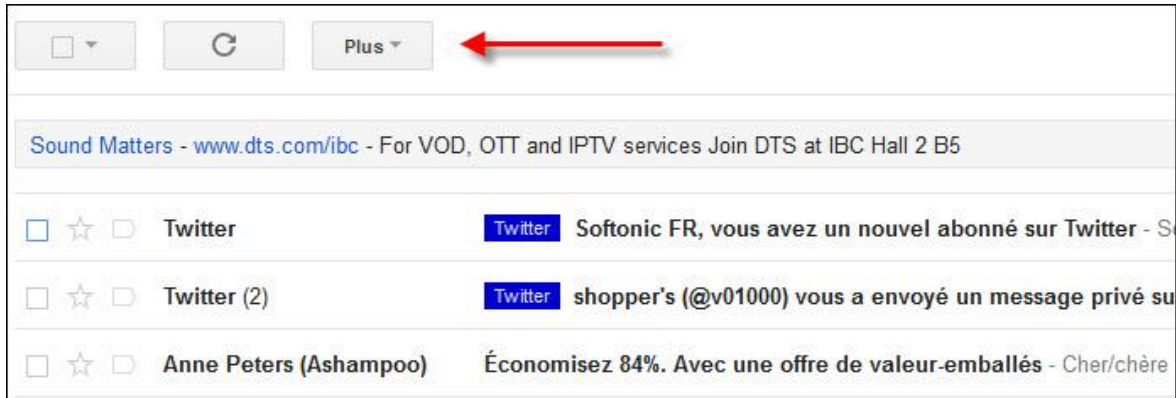 Plus
Sound Matters - www.dts.com/ibc - For VOD, OTT and IPTV services Join DTS at IBC Hall 2 B5
Twitter Twitter Softonic FR, vous avez un nouvel abonné sur Twitter -
Twitter (2) Twitter shopper's (@v01000) vous a envoyé un message privé su
Anne Peters (Ashampoo) Économisez 84%. Avec une offre de valeur-emballés - Cher/chère